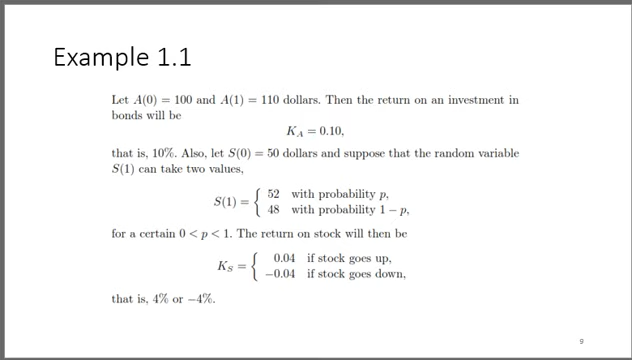 Example 1.1
Let A(0) = 100 and A(1) = 110 dollars. Then the return on an investment in
bonds will be
K_A = 0.10,
that is, 10%. Also, let S(0) = 50 dollars and suppose that the random variable
S(1) can take two values,
S(1) = { 52 with probability p,
48 with probability 1 − p,
for a certain 0 < p < 1. The return on stock will then be
K_S = { 0.04 if stock goes up,
−0.04 if stock goes down,
that is, 4% or −4%.
9